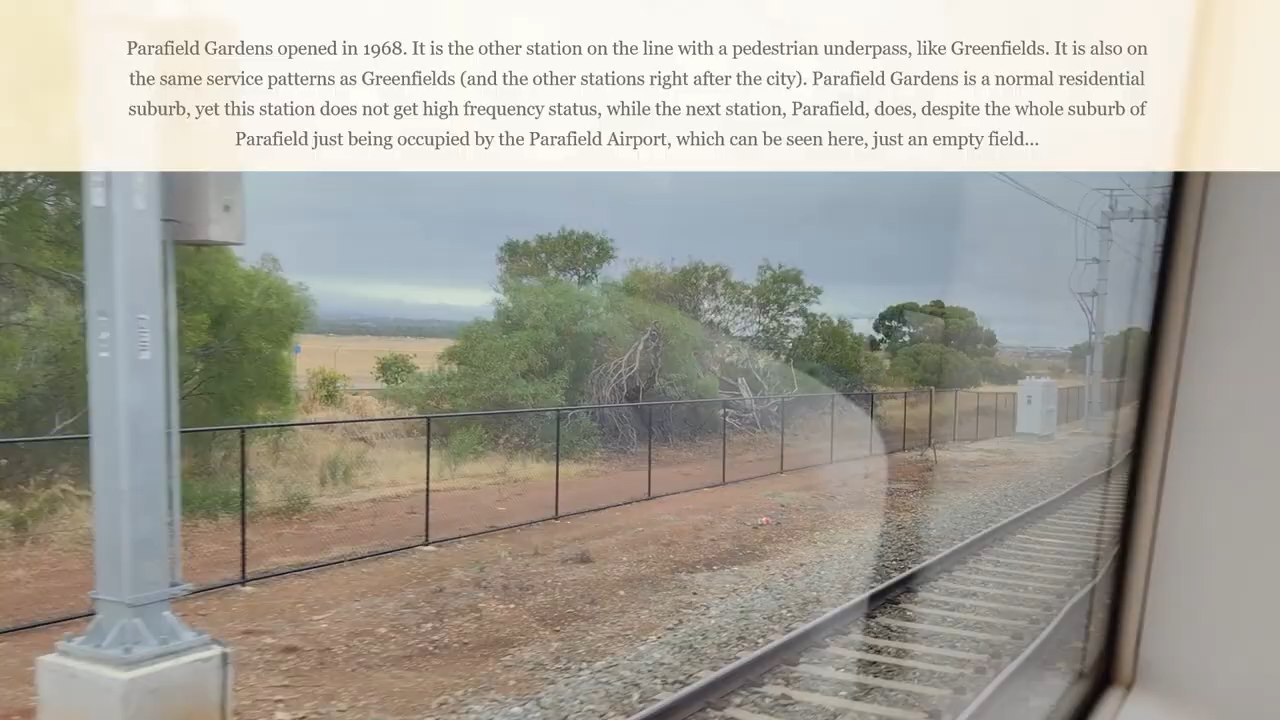 Parafield Gardens opened in 1968. It is the other station on the line with a pedestrian underpass, like Greenfields. It is also on
the same service patterns as Greenfields (and the other stations right after the city). Parafield Gardens is a normal residential
suburb, yet this station does not get high frequency status, while the next station, Parafield, does, despite the whole suburb of
Parafield just being occupied by the Parafield Airport, which can be seen here, just an empty field...